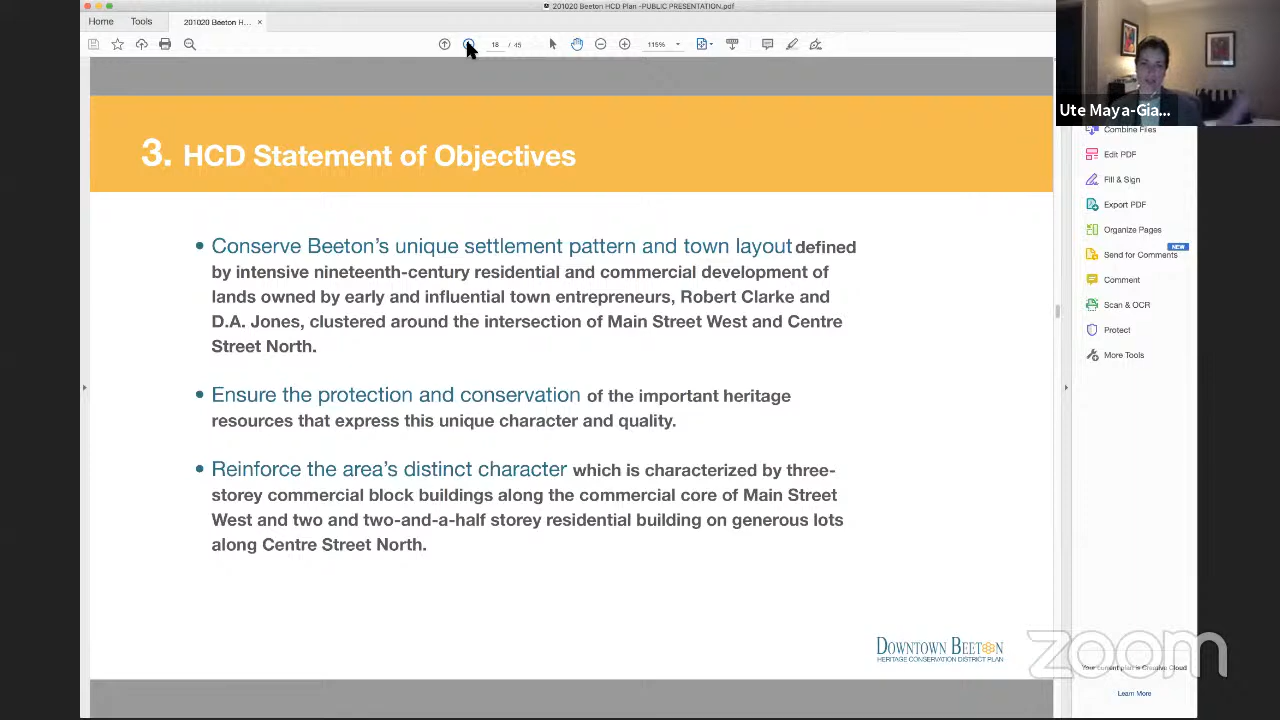 201020 Beeton HCD Plan -PUBLIC PRESENTATION.pdf
Home Tools 201020 Beeton H... ×
18 / 45 115%
Ute Maya-Gia...
Combine Files
Edit PDF
Fill & Sign
Export PDF
Organize Pages
NEW
Send for Comments
Comment
Scan & OCR
Protect
More Tools
3. HCD Statement of Objectives
• Conserve Beeton's unique settlement pattern and town layout defined
by intensive nineteenth-century residential and commercial development of
lands owned by early and influential town entrepreneurs, Robert Clarke and
D.A. Jones, clustered around the intersection of Main Street West and Centre
Street North.
• Ensure the protection and conservation of the important heritage
resources that express this unique character and quality.
• Reinforce the area's distinct character which is characterized by three-
storey commercial block buildings along the commercial core of Main Street
West and two and two-and-a-half storey residential building on generous lots
along Centre Street North.
DOWNTOWN BEETON
HERITAGE CONSERVATION DISTRICT PLAN
zoom
Your current plan is Creative Cloud
Learn More